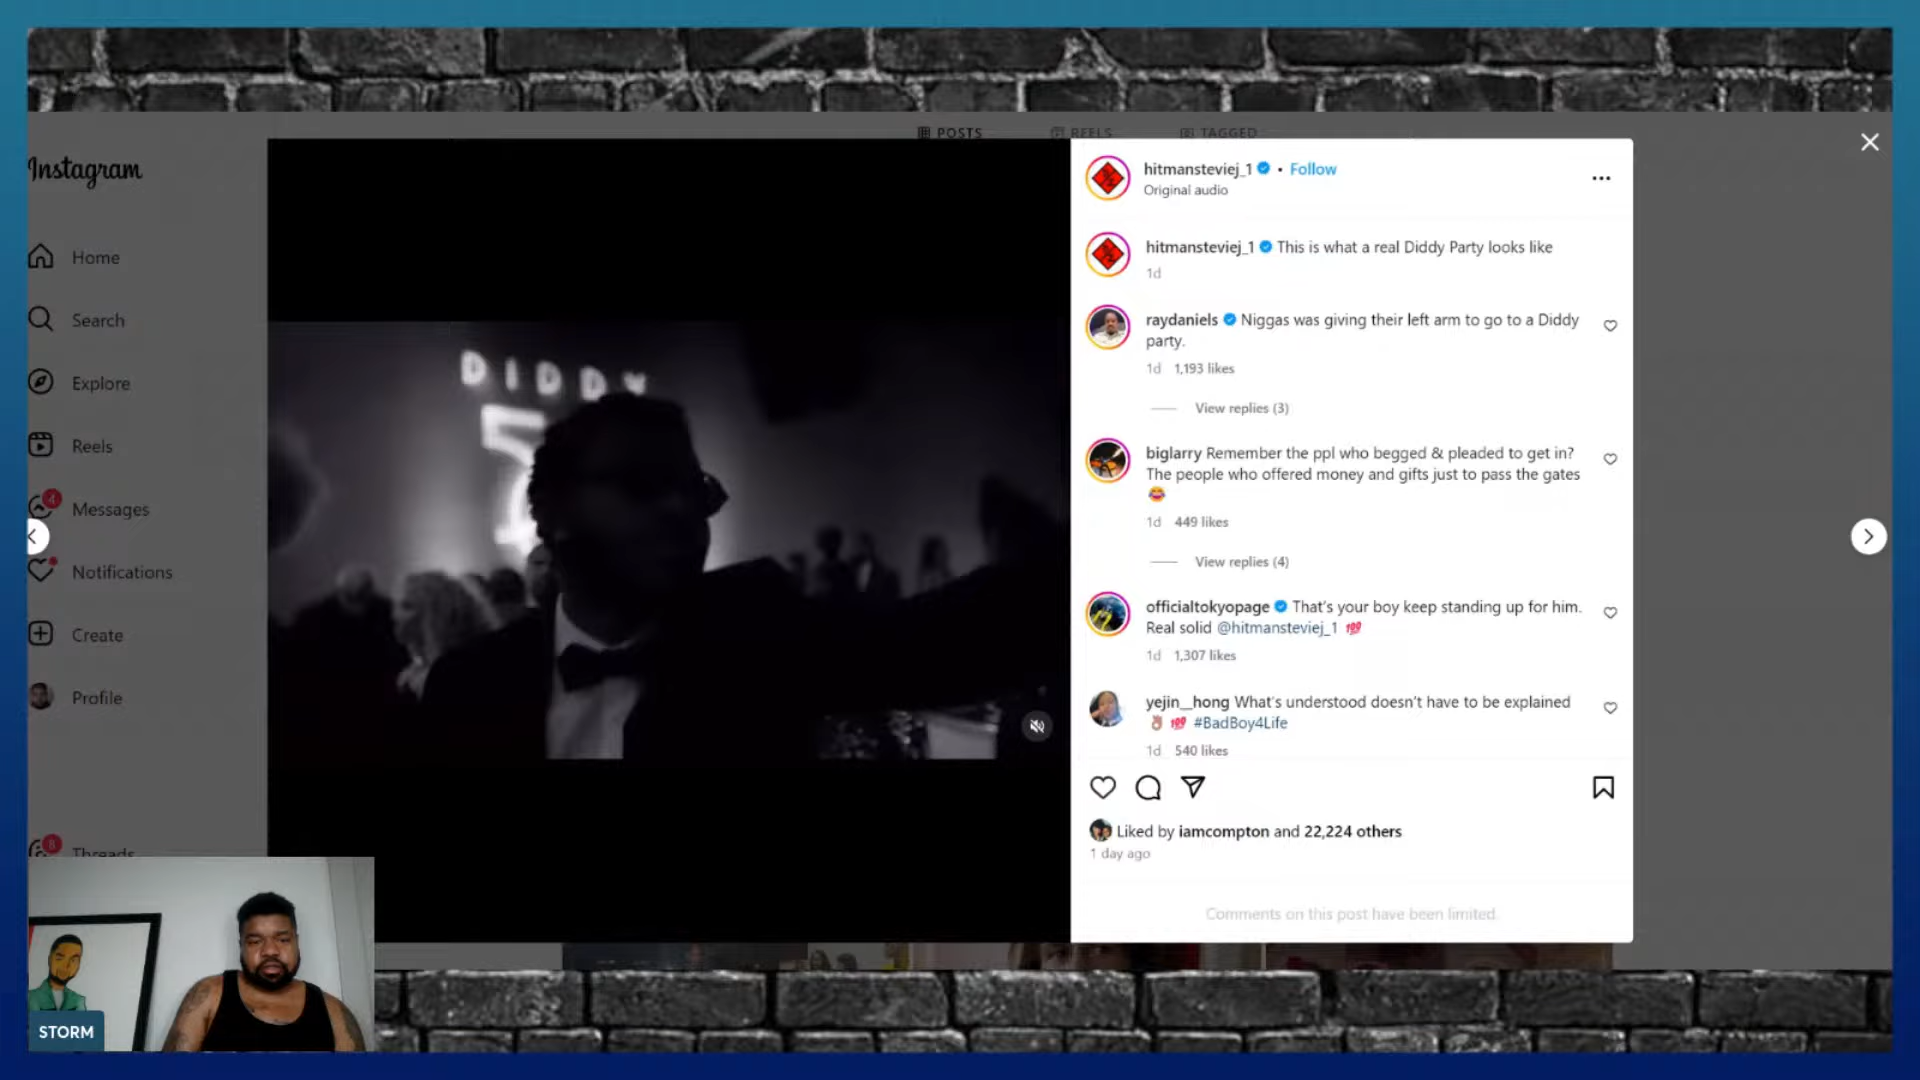 POSTS
REELS
TAGGED
Instagram
Home
Search
Explore
Reels
4
Messages
Notifications
Create
Profile
8
Threads
DIDDY
5
hitmansteviej_1 • Follow
Original audio
hitmansteviej_1 This is what a real Diddy Party looks like
1d
raydaniels Niggas was giving their left arm to go to a Diddy
party.
1d 1,193 likes
View replies (3)
biglarry Remember the ppl who begged & pleaded to get in?
The people who offered money and gifts just to pass the gates
😂
1d 449 likes
View replies (4)
officialtokyopage That's your boy keep standing up for him.
Real solid @hitmansteviej_1 💯
1d 1,307 likes
yejin__hong What's understood doesn't have to be explained
👌🏽 💯 #BadBoy4Life
1d 540 likes
Liked by iamcompton and 22,224 others
1 day ago
Comments on this post have been limited.
STORM